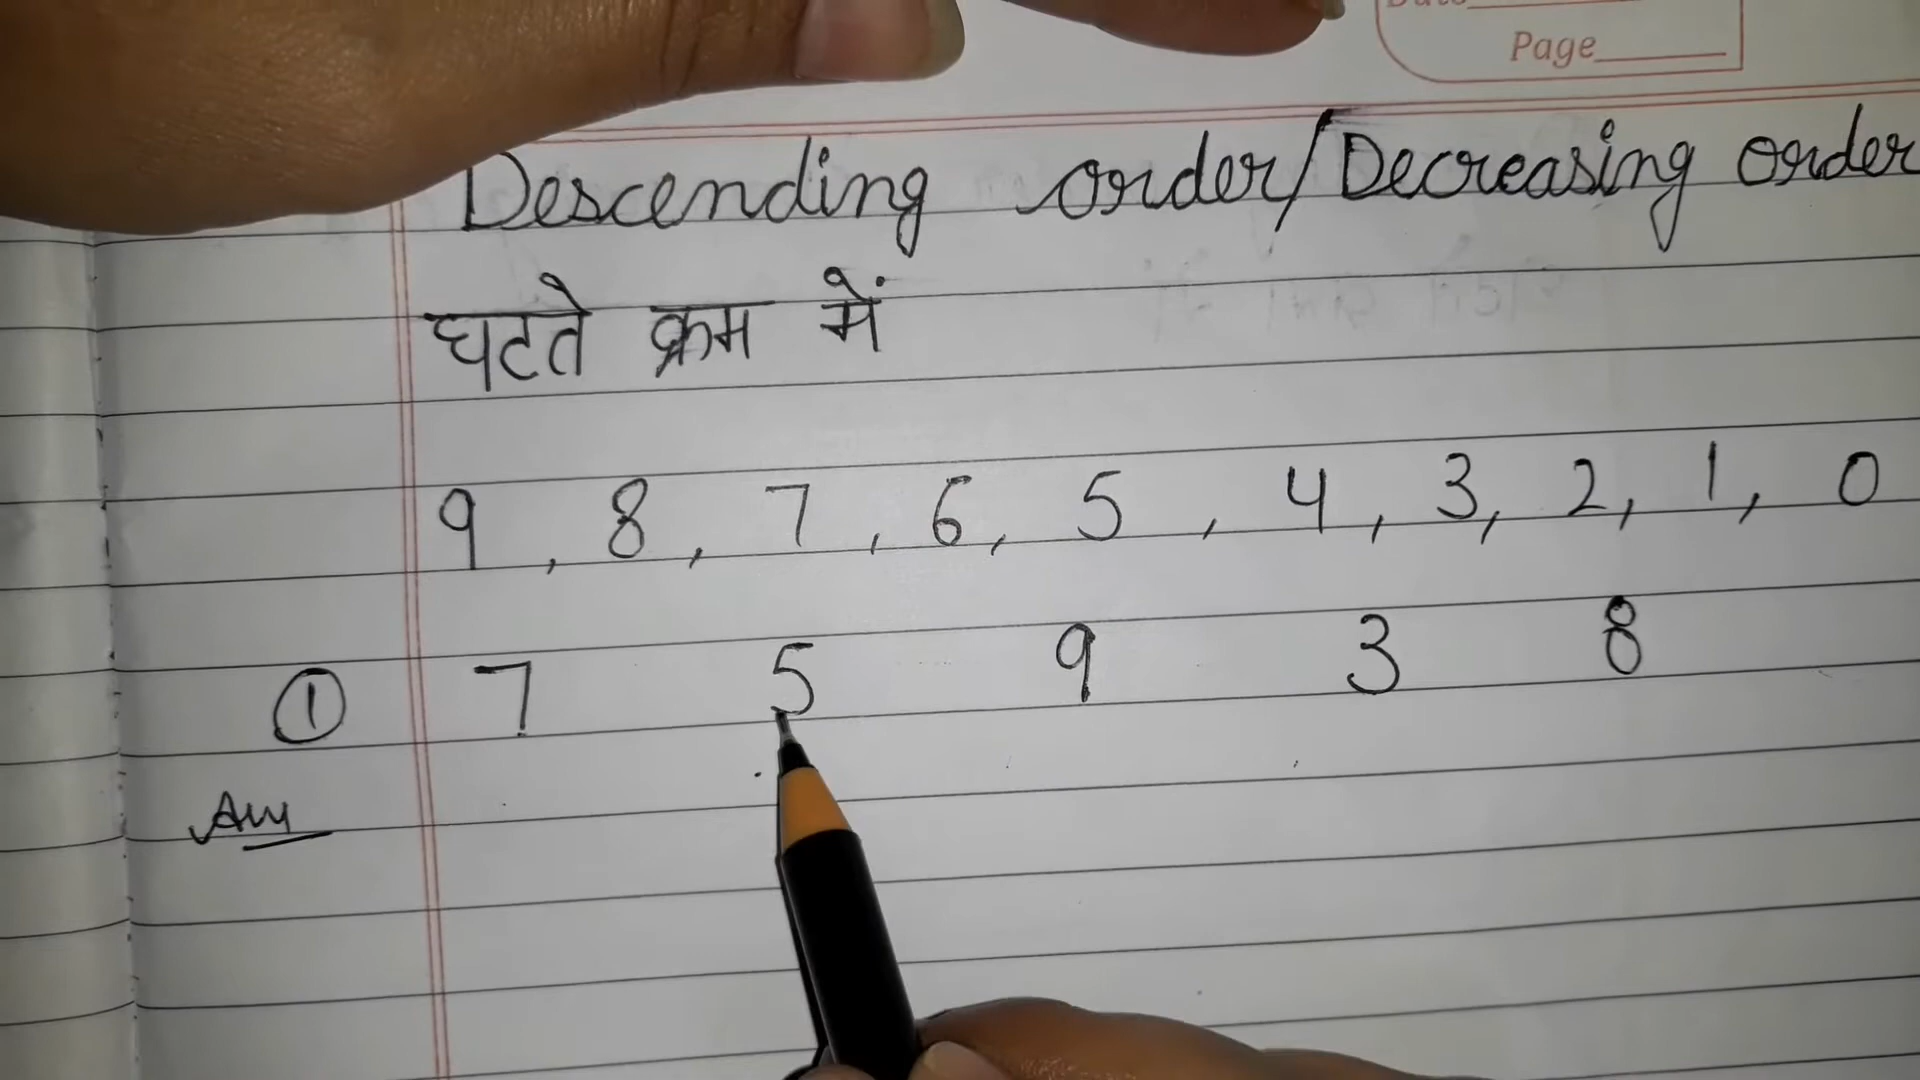 Date
Page
Descending order/Decreasing order
घटते क्रम में
9, 8, 7, 6, 5, 4, 3, 2, 1, 0
① 7 5 9 3 8
Ans